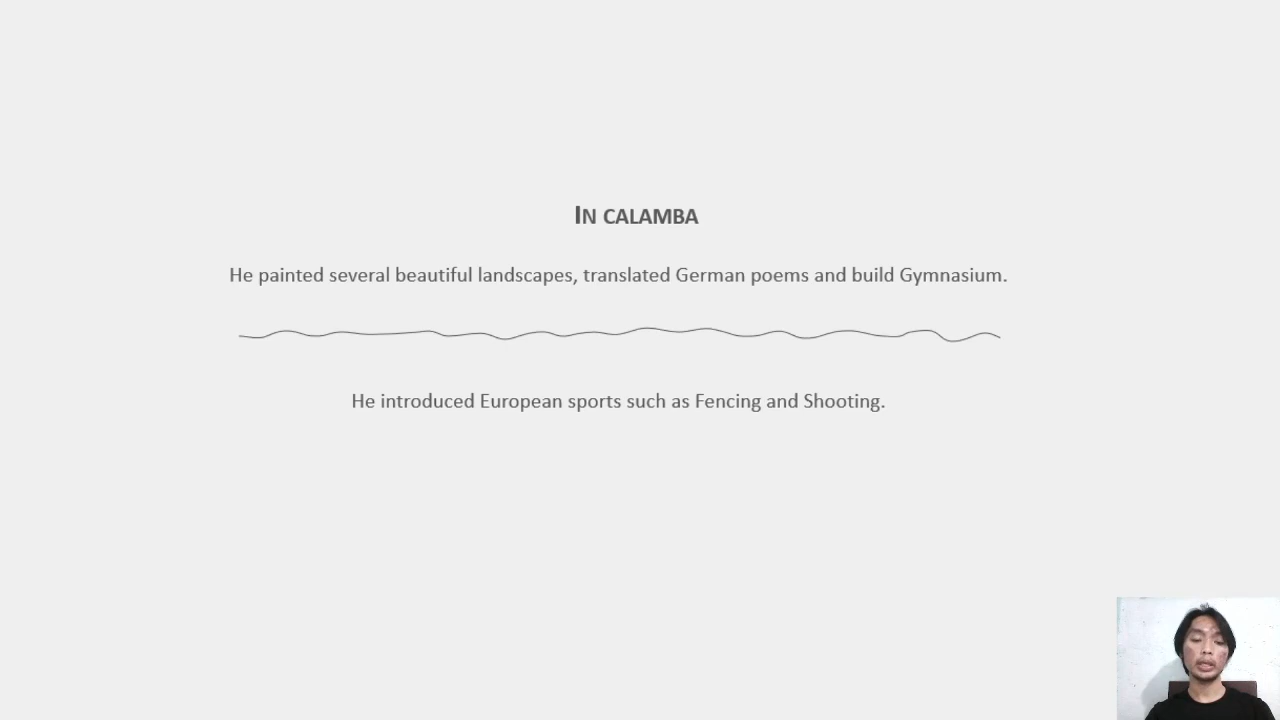 IN CALAMBA
He painted several beautiful landscapes, translated German poems and build Gymnasium.
He introduced European sports such as Fencing and Shooting.